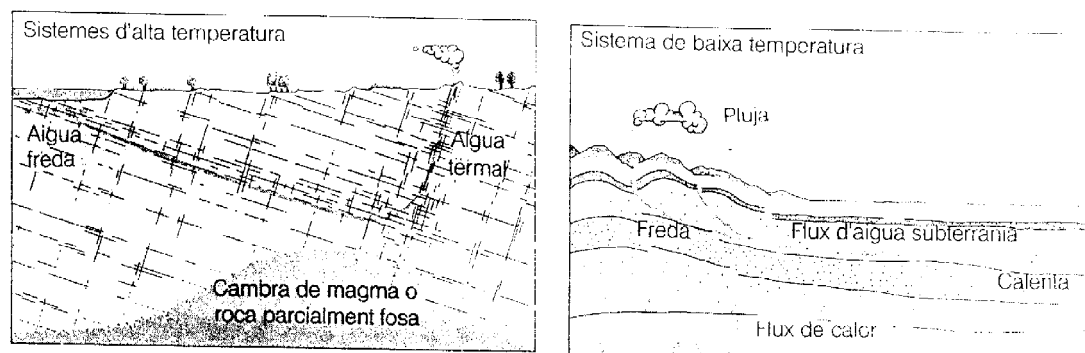 Sistemes d'alta temperatura
Aigua
freda
Aigua
termal
Cambra de magma o
roca parcialment fosa
Sistema de baixa temperatura
Pluja
Freda
Flux d'aigua subterrània
Calenta
Flux de calor